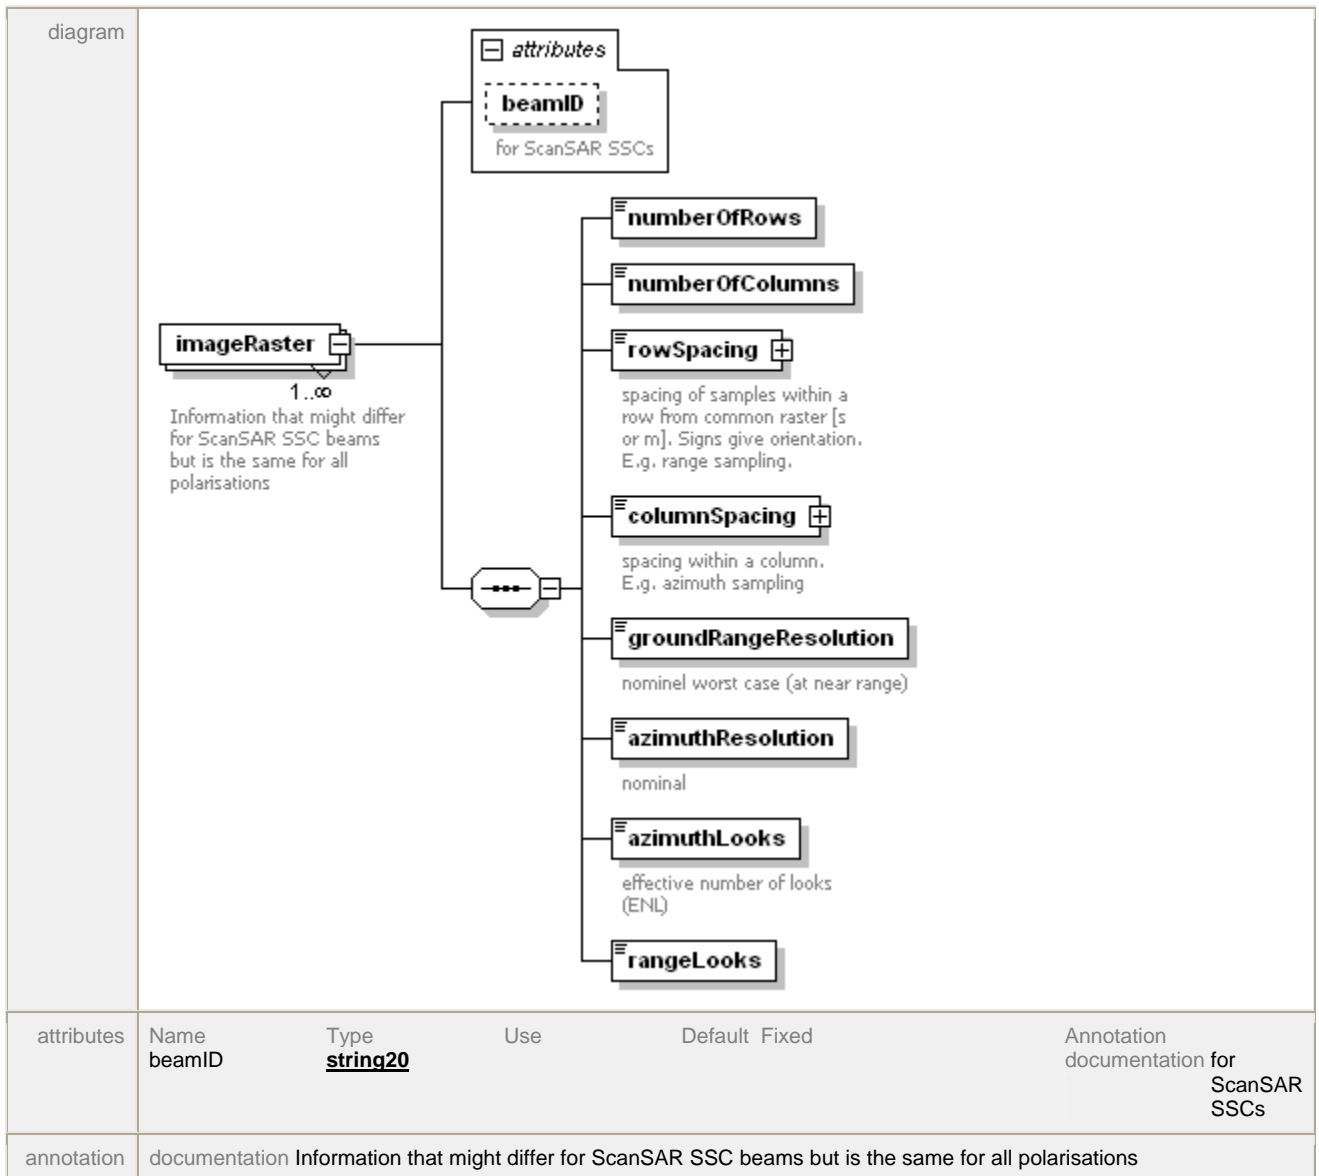 diagram
attributes
beamID
for ScanSAR SSCs
numberOfRows
numberOfColumns
imageRaster
1..∞
Information that might differ
for ScanSAR SSC beams
but is the same for all
polarisations
rowSpacing
spacing of samples within a
row from common raster [s
or m]. Signs give orientation.
E.g. range sampling.
columnSpacing
spacing within a column.
E.g. azimuth sampling
groundRangeResolution
nominel worst case (at near range)
azimuthResolution
nominal
azimuthLooks
effective number of looks
(ENL)
rangeLooks
attributes Name Type Use Default Fixed Annotation
beamID string20 documentation for
ScanSAR
SSCs
annotation documentation Information that might differ for ScanSAR SSC beams but is the same for all polarisations